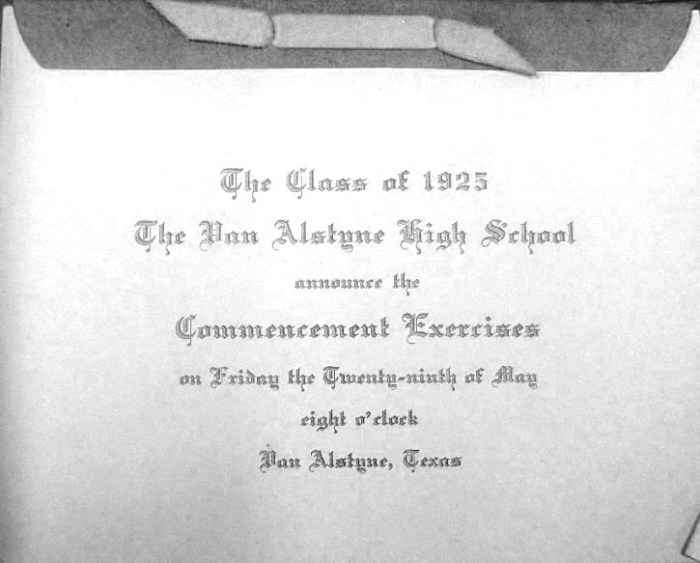 The Class of 1925
The Van Alstyne High School
announce the
Commencement Exercises
on Friday the Twenty-ninth of May
eight o'clock
Van Alstyne, Texas